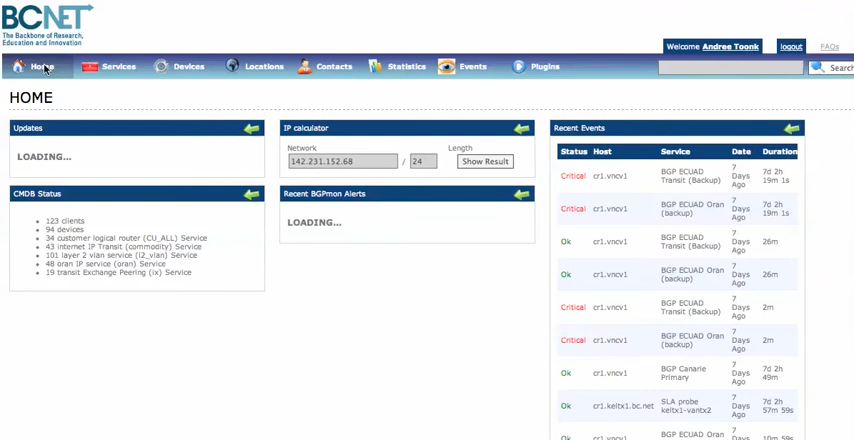 BCNET
The Backbone of Research,
Education and Innovation
Welcome Andree Toonk
logout
FAQs
Home
Services
Devices
Locations
Contacts
Statistics
Events
Plugins
Search
HOME
Updates
LOADING...
CMDB Status
123 clients
94 devices
34 customer logical router (CU_ALL) Service
43 internet IP Transit (commodity) Service
101 layer 2 vlan service (l2_vlan) Service
48 oran IP service (oran) Service
19 transit Exchange Peering (ix) Service
IP calculator
Network Length
142.231.152.68 / 24 Show Result
Recent BGPmon Alerts
LOADING...
Recent Events
Status Host Service Date Duration
Critical cr1.vncv1 BGP ECUAD Transit (Backup) 7 Days Ago 7d 2h 19m 1s
Critical cr1.vncv1 BGP ECUAD Oran (backup) 7 Days Ago 7d 2h 19m 1s
Ok cr1.vncv1 BGP ECUAD Transit (Backup) 7 Days Ago 26m
Ok cr1.vncv1 BGP ECUAD Oran (backup) 7 Days Ago 26m
Critical cr1.vncv1 BGP ECUAD Transit (Backup) 7 Days Ago 2m
Critical cr1.vncv1 BGP ECUAD Oran (backup) 7 Days Ago 2m
Ok cr1.vncv1 BGP Canarie Primary 7 Days Ago 7d 2h 49m
Ok cr1.keltx1.bc.net SLA probe keltx1-vantx2 7 Days Ago 7d 2h 57m 59s
Ok cr1.vncv1 BGP ECUAD 7 10m 59s